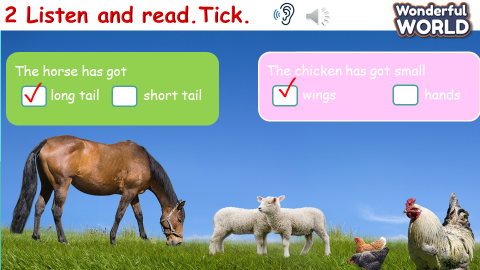 2 Listen and read.Tick.
Wonderful
WORLD
The horse has got
long tail short tail
The chicken has got small
wings hands